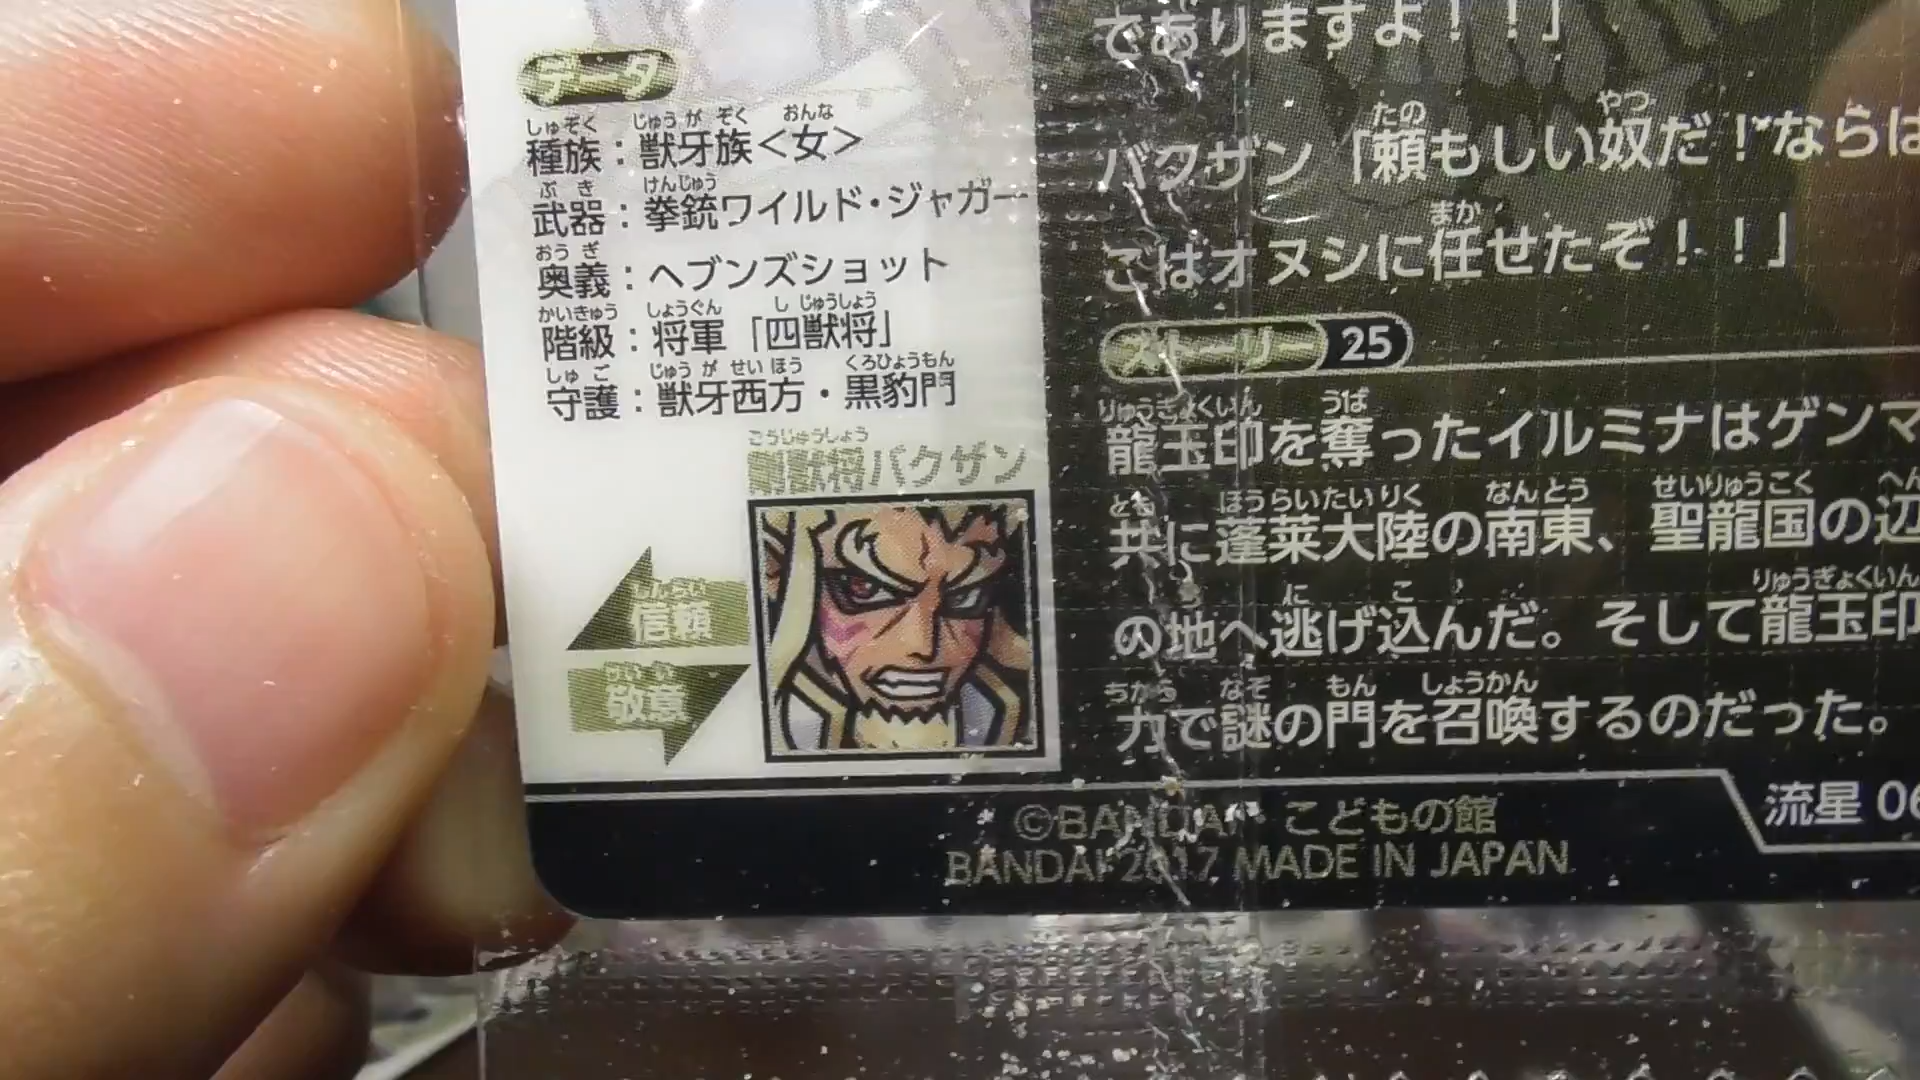 データ
種族：獣牙族＜女＞
武器：拳銃ワイルド・ジャガー
奥義：ヘブンズショット
階級：将軍「四獣将」
守護：獣牙西方・黒豹門
剛獣将バクザン
信頼
敬意
でありますよ！！」
バクザン「頼もしい奴だ！ならば
こはオヌシに任せたぞ！！」
ストーリー 25
龍玉印を奪ったイルミナはゲンマ
共に蓬莱大陸の南東、聖龍国の辺
の地へ逃げ込んだ。そして龍玉印
力で謎の門を召喚するのだった。
©BANDAI・こどもの館
BANDAI 2017 MADE IN JAPAN
流星 06